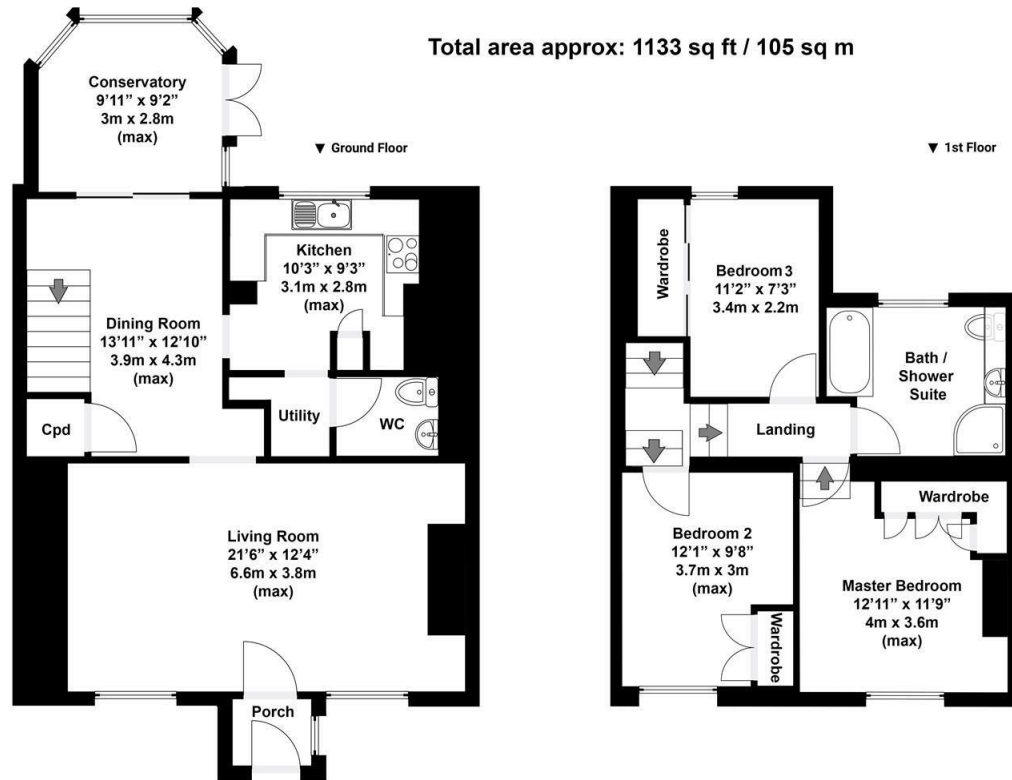 Total area approx: 1133 sq ft / 105 sq m
Conservatory
9'11” x 9'2”
3m x 2.8m
(max)
▼ Ground Floor
Kitchen
10'3” x 9'3”
3.1m x 2.8m
(max)
Dining Room
13'11” x 12'10”
3.9m x 4.3m
(max)
Cpd
Utility
WC
Living Room
21'6” x 12'4”
6.6m x 3.8m
(max)
Porch
▼ 1st Floor
Wardrobe
Bedroom 3
11'2” x 7'3”
3.4m x 2.2m
Bath /
Shower
Suite
Landing
Bedroom 2
12'1” x 9'8”
3.7m x 3m
(max)
Wardrobe
Wardrobe
Master Bedroom
12'11” x 11'9”
4m x 3.6m
(max)